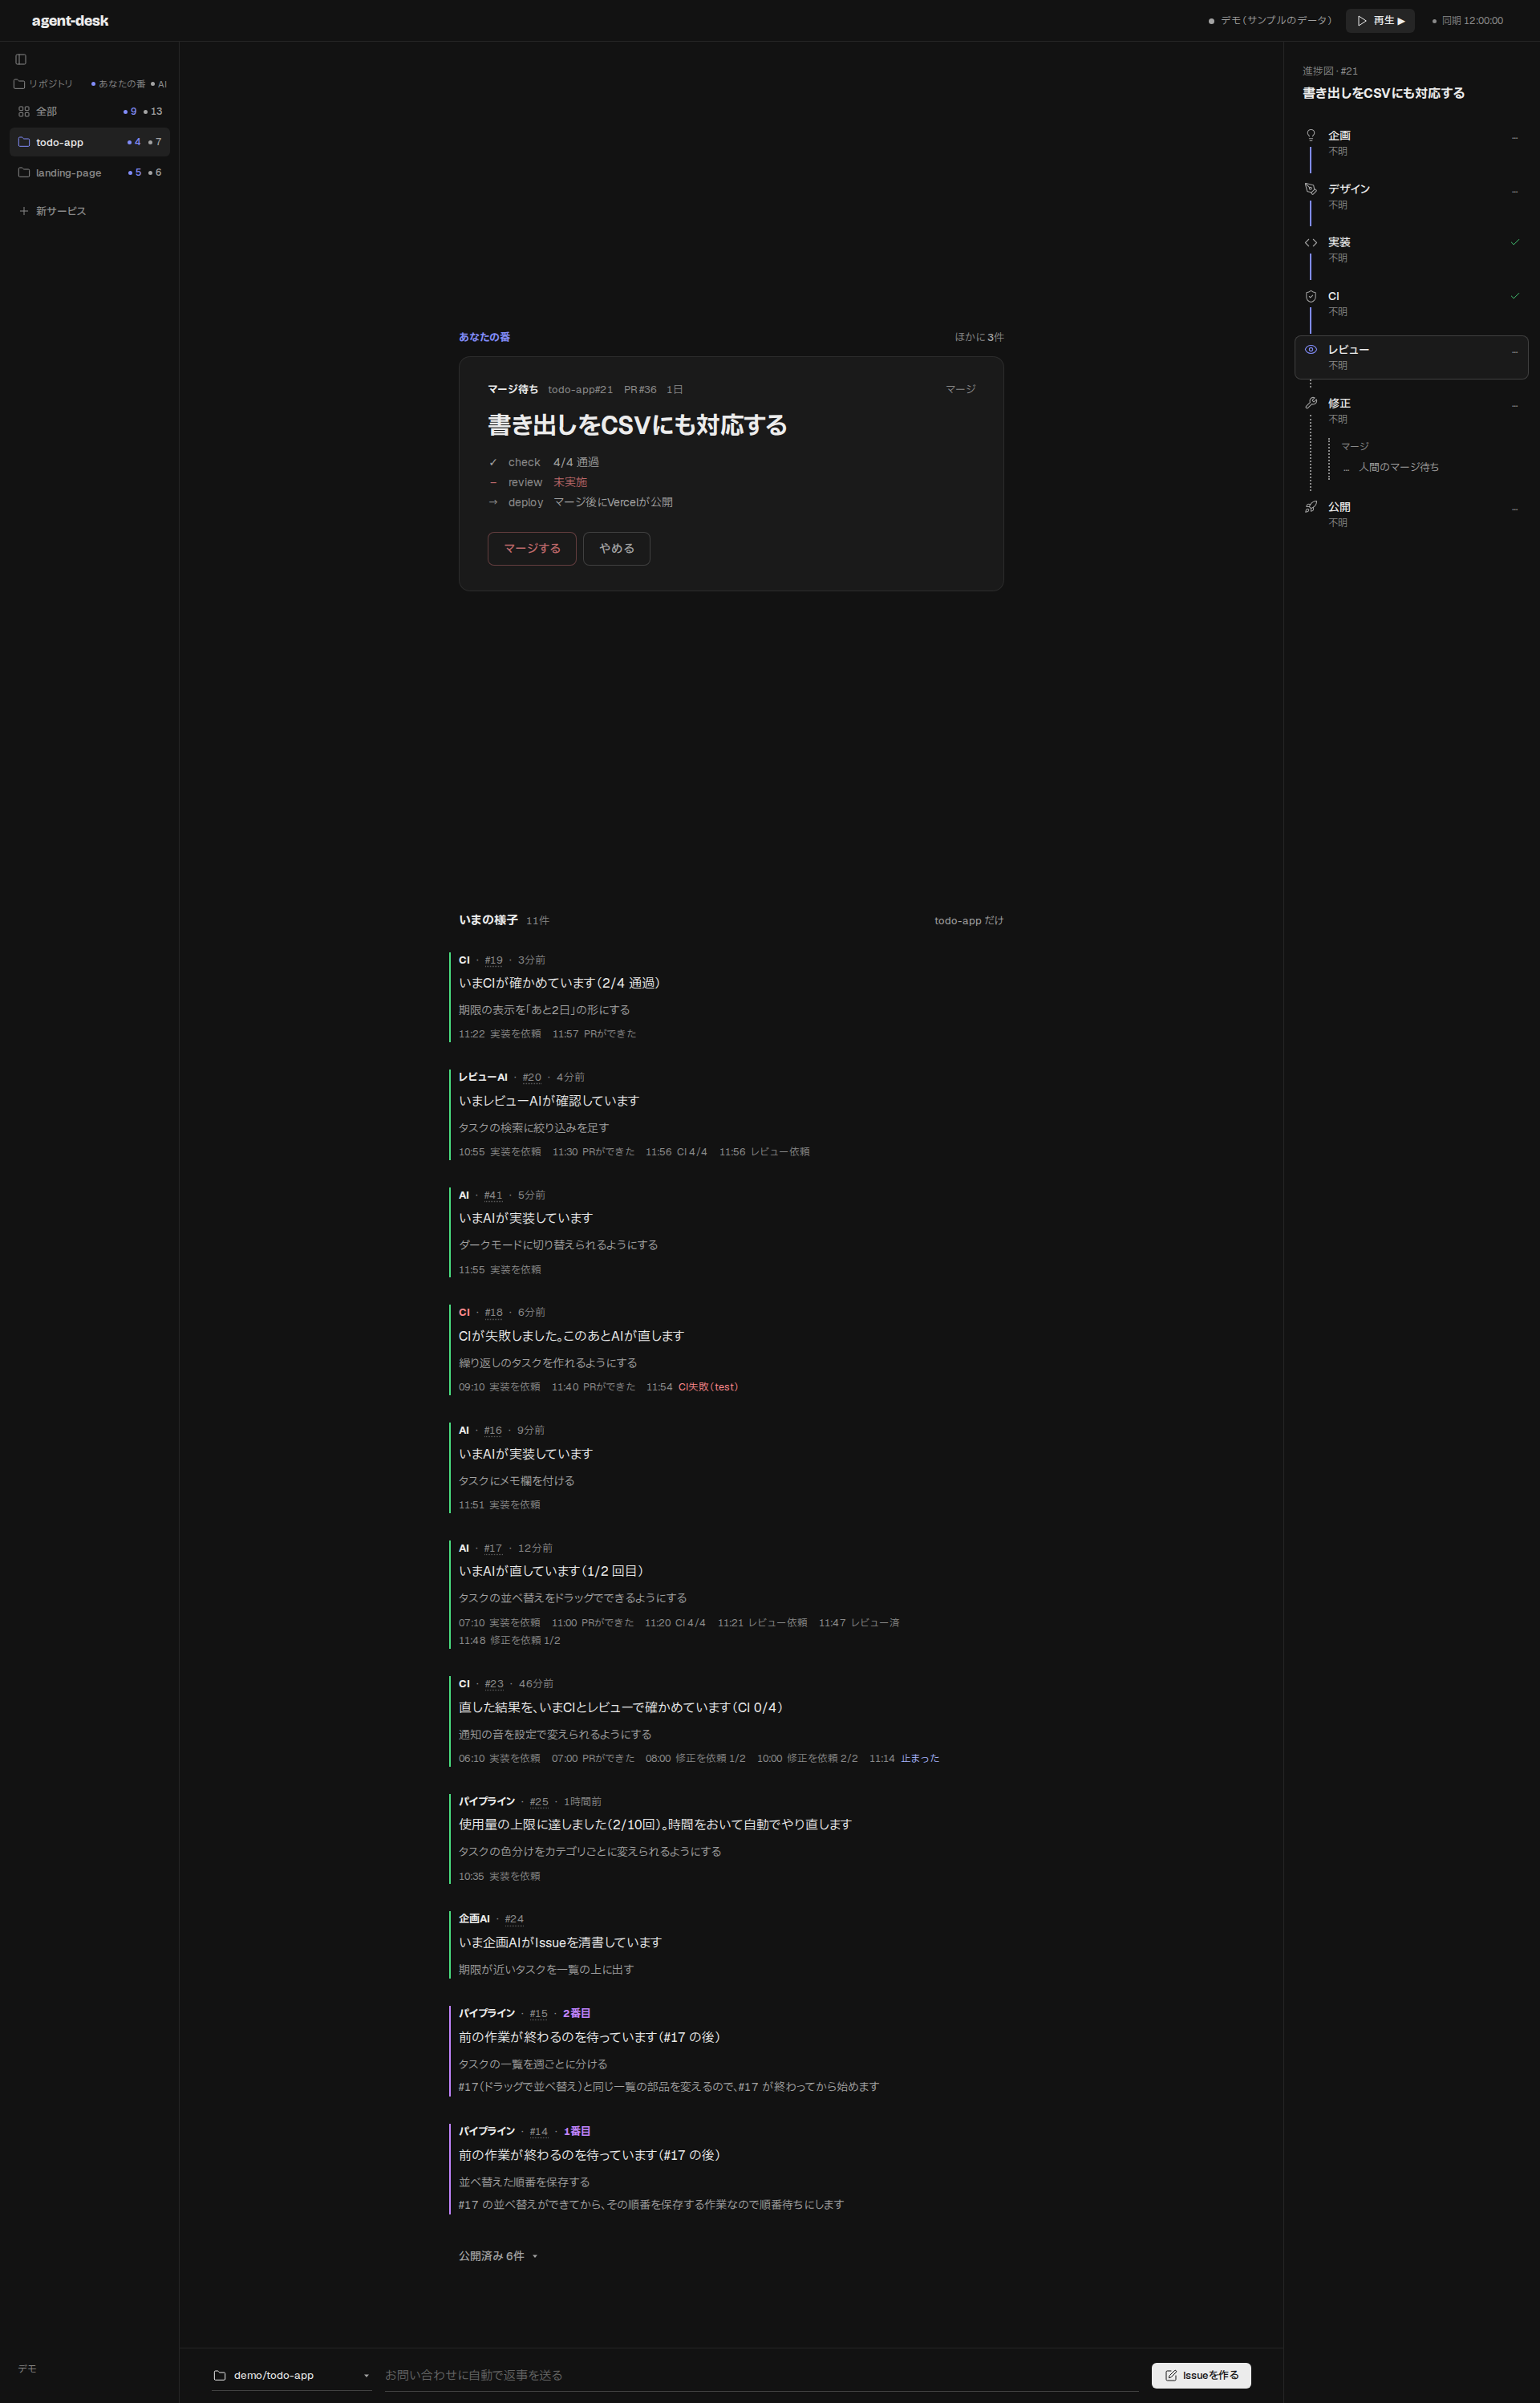 agent-desk
デモ(サンプルのデータ)
再生 ▶
同期 12:00:00
リポジトリ
あなたの番
AI
全部 9 13
todo-app 4 7
landing-page 5 6
新サービス
デモ
あなたの番
ほかに 3件
マージ待ち todo-app#21 PR#36 1日
マージ
書き出しをCSVにも対応する
✓ check 4/4 通過
– review 未実施
→ deploy マージ後にVercelが公開
マージする
やめる
いまの様子 11件
todo-app だけ
CI · #19 · 3分前
いまCIが確かめています(2/4 通過)
期限の表示を「あと2日」の形にする
11:22 実装を依頼 11:57 PRができた
レビューAI · #20 · 4分前
いまレビューAIが確認しています
タスクの検索に絞り込みを足す
10:55 実装を依頼 11:30 PRができた 11:56 CI 4/4 11:56 レビュー依頼
AI · #41 · 5分前
いまAIが実装しています
ダークモードに切り替えられるようにする
11:55 実装を依頼
CI · #18 · 6分前
CIが失敗しました。このあとAIが直します
繰り返しのタスクを作れるようにする
09:10 実装を依頼 11:40 PRができた 11:54 CI失敗(test)
AI · #16 · 9分前
いまAIが実装しています
タスクにメモ欄を付ける
11:51 実装を依頼
AI · #17 · 12分前
いまAIが直しています(1/2 回目)
タスクの並べ替えをドラッグでできるようにする
07:10 実装を依頼 11:00 PRができた 11:20 CI 4/4 11:21 レビュー依頼 11:47 レビュー済
11:48 修正を依頼 1/2
CI · #23 · 46分前
直した結果を、いまCIとレビューで確かめています(CI 0/4)
通知の音を設定で変えられるようにする
06:10 実装を依頼 07:00 PRができた 08:00 修正を依頼 1/2 10:00 修正を依頼 2/2 11:14 止まった
パイプライン · #25 · 1時間前
使用量の上限に達しました(2/10回)。時間をおいて自動でやり直します
タスクの色分けをカテゴリごとに変えられるようにする
10:35 実装を依頼
企画AI · #24
いま企画AIがIssueを清書しています
期限が近いタスクを一覧の上に出す
パイプライン · #15 · 2番目
前の作業が終わるのを待っています(#17 の後)
タスクの一覧を週ごとに分ける
#17(ドラッグで並べ替え)と同じ一覧の部品を変えるので、#17 が終わってから始めます
パイプライン · #14 · 1番目
前の作業が終わるのを待っています(#17 の後)
並べ替えた順番を保存する
#17 の並べ替えができてから、その順番を保存する作業なので順番待ちにします
公開済み 6件
demo/todo-app
お問い合わせに自動で返事を送る
Issueを作る
進捗図 · #21
書き出しをCSVにも対応する
企画 –
不明
デザイン –
不明
実装 ✓
不明
CI ✓
不明
レビュー –
不明
修正 –
不明
マージ
… 人間のマージ待ち
公開 –
不明